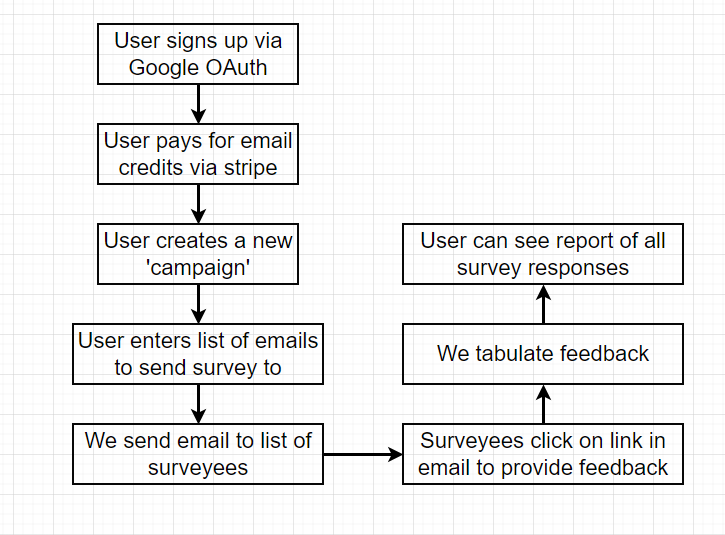 User signs up via
Google OAuth
User pays for email
credits via stripe
User creates a new
'campaign'
User enters list of emails
to send survey to
We send email to list of
surveyees
Surveyees click on link in
email to provide feedback
We tabulate feedback
User can see report of all
survey responses